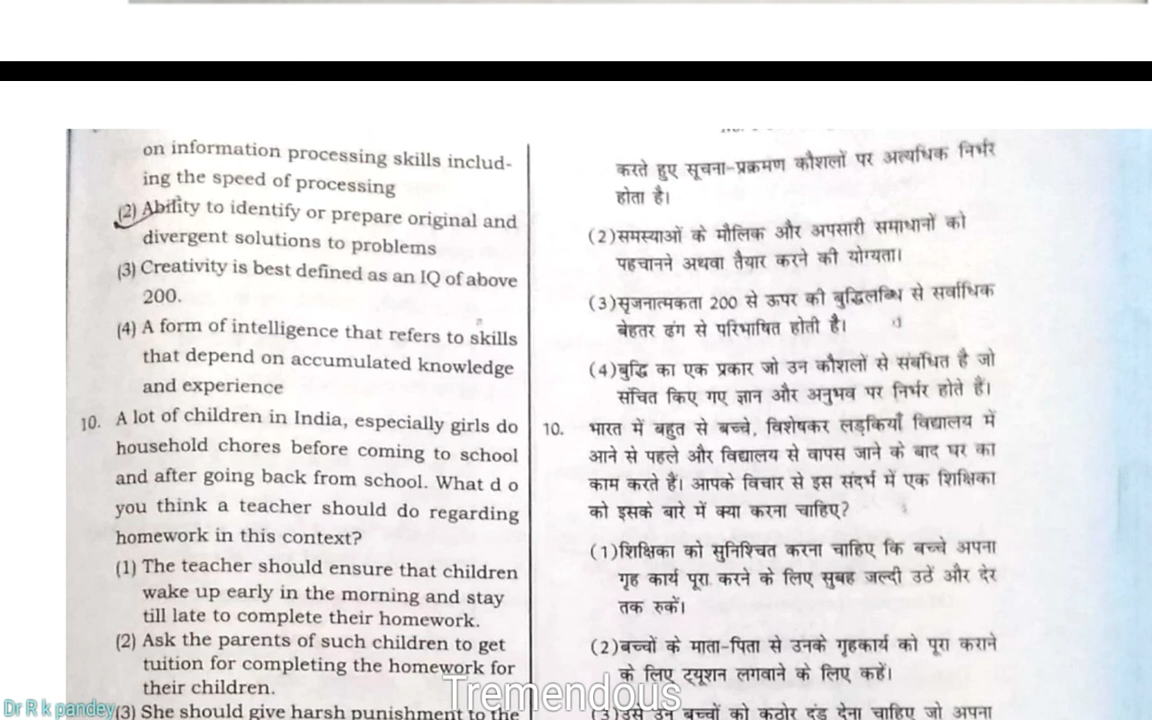 on information processing skills includ-
ing the speed of processing
(2) Ability to identify or prepare original and
divergent solutions to problems
(3) Creativity is best defined as an IQ of above
200.
(4) A form of intelligence that refers to skills
that depend on accumulated knowledge
and experience
10. A lot of children in India, especially girls do
household chores before coming to school
and after going back from school. What d o
you think a teacher should do regarding
homework in this context?
(1) The teacher should ensure that children
wake up early in the morning and stay
till late to complete their homework.
(2) Ask the parents of such children to get
tuition for completing the homework for
their children.
(3) She should give harsh punishment to the
करते हुए सूचना-प्रक्रमण कौशलों पर अत्यधिक निर्भर
होता है।
(2)समस्याओं के मौलिक और अपसारी समाधानों को
पहचानने अथवा तैयार करने की योग्यता।
(3)सृजनात्मकता 200 से ऊपर की बुद्धिलब्धि से सर्वाधिक
बेहतर ढंग से परिभाषित होती है।
(4)बुद्धि का एक प्रकार जो उन कौशलों से संबंधित है जो
संचित किए गए ज्ञान और अनुभव पर निर्भर होते हैं।
10. भारत में बहुत से बच्चे, विशेषकर लड़कियाँ विद्यालय में
आने से पहले और विद्यालय से वापस जाने के बाद घर का
काम करते हैं। आपके विचार से इस संदर्भ में एक शिक्षिका
को इसके बारे में क्या करना चाहिए?
(1)शिक्षिका को सुनिश्चित करना चाहिए कि बच्चे अपना
गृह कार्य पूरा करने के लिए सुबह जल्दी उठें और देर
तक रुकें।
(2)बच्चों के माता-पिता से उनके गृहकार्य को पूरा कराने
के लिए ट्यूशन लगवाने के लिए कहें।
(3)उसे उन बच्चों को कठोर दंड देना चाहिए जो अपना
Tremendous
Dr R k pandey